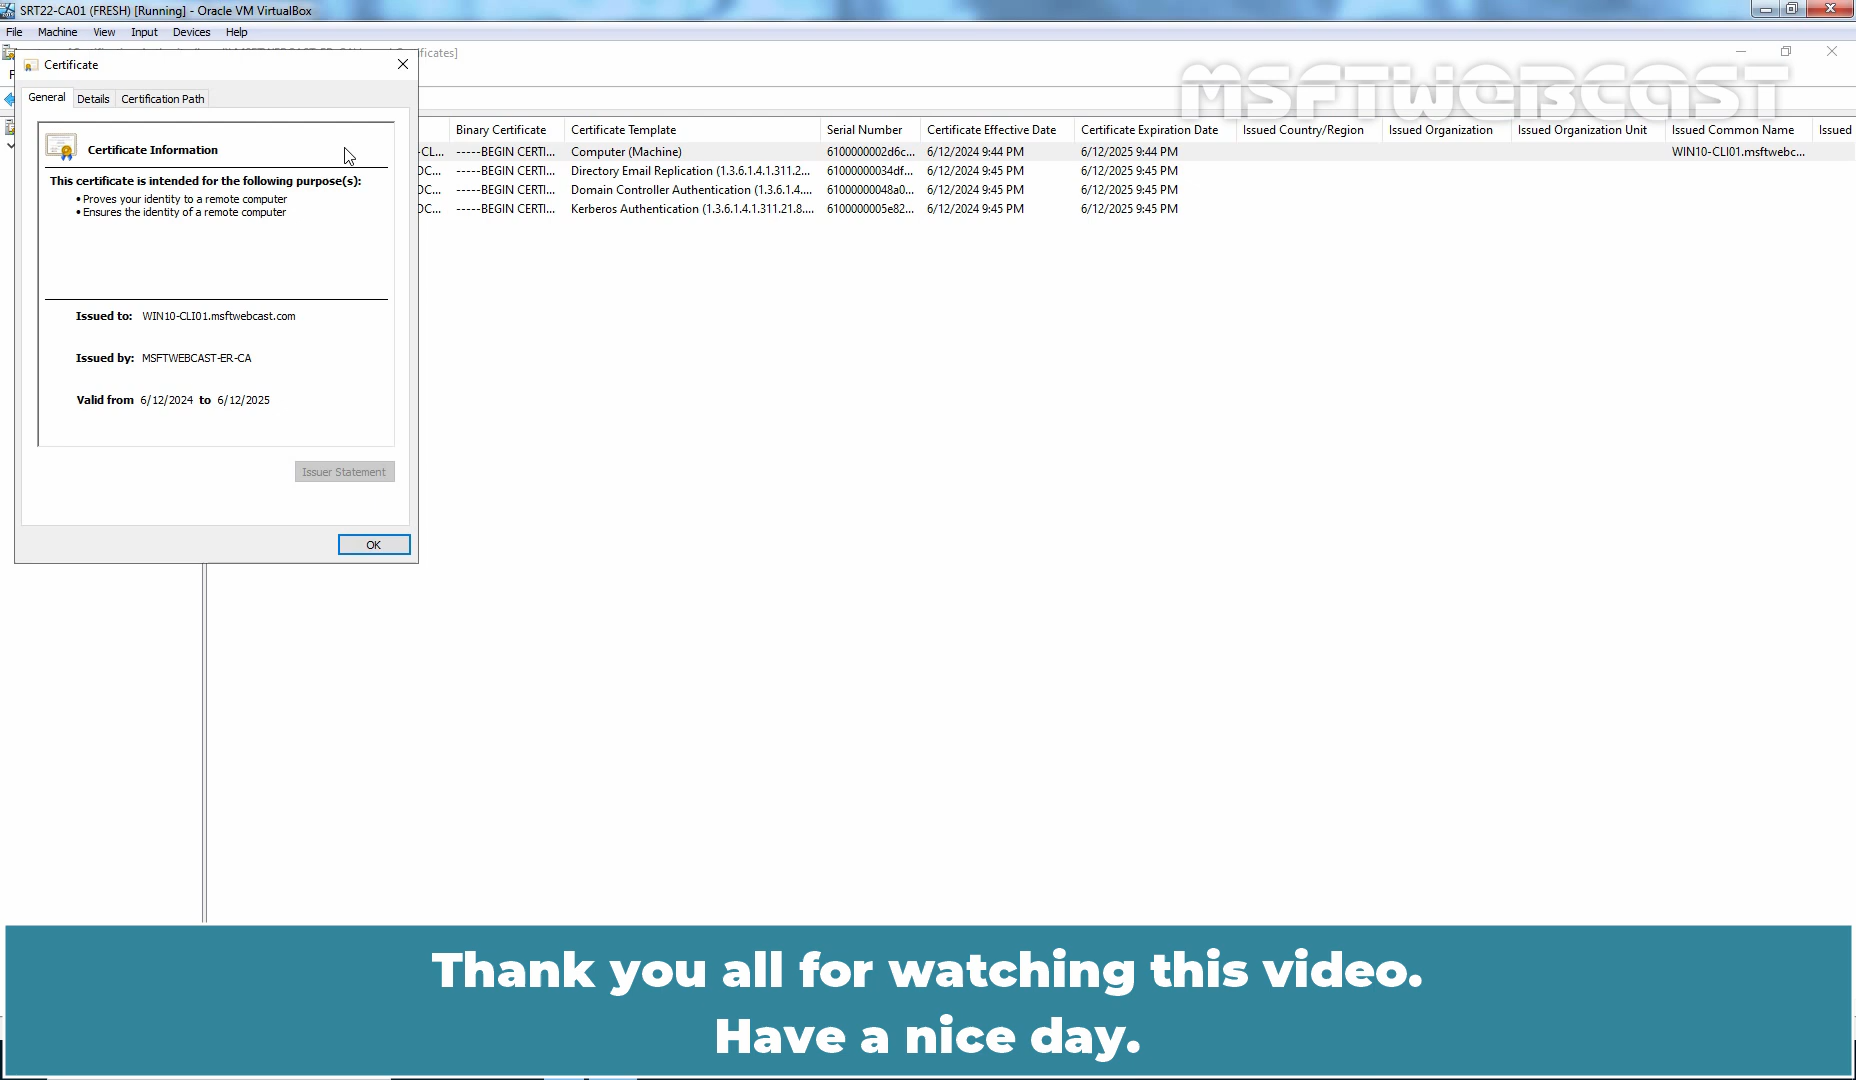 SRT22-CA01 (FRESH) [Running] - Oracle VM VirtualBox
File Machine View Input Devices Help
ficates]
Certificate
General Details Certification Path
Certificate Information
This certificate is intended for the following purpose(s):
• Proves your identity to a remote computer
• Ensures the identity of a remote computer
Issued to: WIN10-CLI01.msftwebcast.com
Issued by: MSFTWEBCAST-ER-CA
Valid from 6/12/2024 to 6/12/2025
Issuer Statement
OK
MSFTWEBCAST
Binary Certificate Certificate Template Serial Number Certificate Effective Date Certificate Expiration Date Issued Country/Region Issued Organization Issued Organization Unit Issued Common Name Issued
-CL... -----BEGIN CERTI... Computer (Machine) 6100000002d6c... 6/12/2024 9:44 PM 6/12/2025 9:44 PM WIN10-CLI01.msftwebc...
DC... -----BEGIN CERTI... Directory Email Replication (1.3.6.1.4.1.311.2... 61000000034df... 6/12/2024 9:45 PM 6/12/2025 9:45 PM
DC... -----BEGIN CERTI... Domain Controller Authentication (1.3.6.1.4.... 61000000048a0... 6/12/2024 9:45 PM 6/12/2025 9:45 PM
DC... -----BEGIN CERTI... Kerberos Authentication (1.3.6.1.4.1.311.21.8.... 6100000005e82... 6/12/2024 9:45 PM 6/12/2025 9:45 PM
Thank you all for watching this video.
Have a nice day.